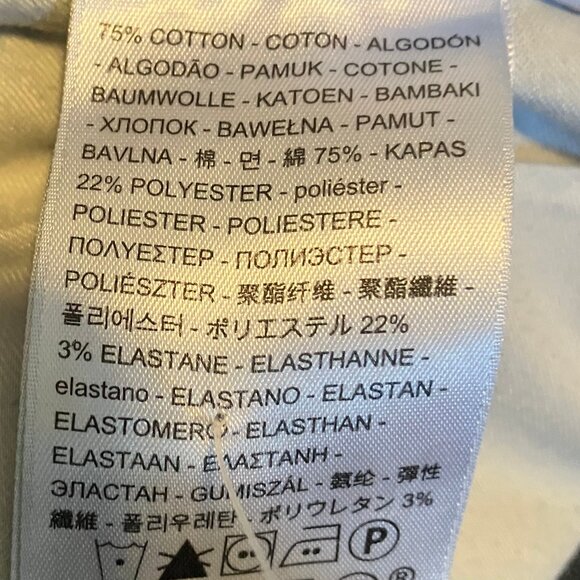 75% COTTON - COTON - ALGODÓN
- ALGODÃO - PAMUK - COTONE -
BAUMWOLLE - KATOEN - BAMBAKI
- ХЛОПОК - BAWEŁNA - PAMUT -
BAVLNA - 棉 - 면 - 綿 75% - KAPAS
22% POLYESTER - poliéster -
POLIESTER - POLIESTERE -
ΠΟΛΥΕΣΤΕΡ - ПОЛИЭСТЕР -
POLIÉSZTER - 聚酯纤维 - 聚酯纖維 -
폴리에스터 - ポリエステル 22%
3% ELASTANE - ELASTHANNE -
elastano - ELASTANO - ELASTAN -
ELASTOMERO - ELASTHAN -
ELASTAAN - ΕΛΑΣΤΑΝΗ -
ЭЛАСТАН - GUMISZÁL - 氨纶 - 彈性
纖維 - 폴리우레탄 - ポリウレタン 3%
P
®